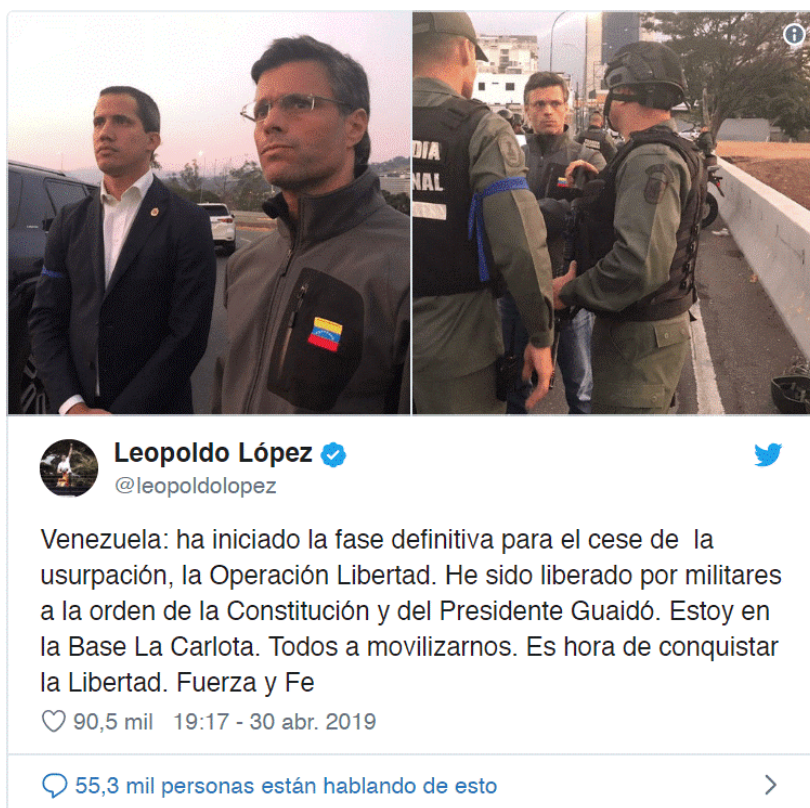 DIA
NAL
Leopoldo López
@leopoldolopez
Venezuela: ha iniciado la fase definitiva para el cese de  la
usurpación, la Operación Libertad. He sido liberado por militares
a la orden de la Constitución y del Presidente Guaidó. Estoy en
la Base La Carlota. Todos a movilizarnos. Es hora de conquistar
la Libertad. Fuerza y Fe
90,5 mil   19:17 - 30 abr. 2019
55,3 mil personas están hablando de esto